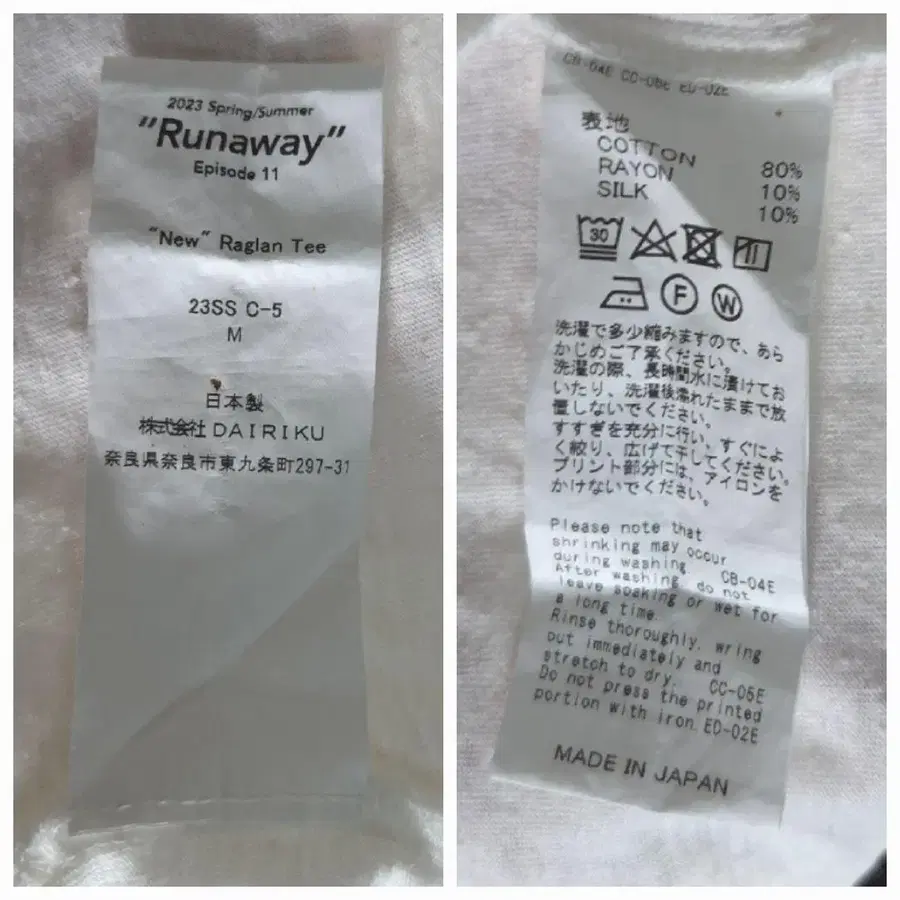 2023 Spring/Summer
"Runaway"
Episode 11
"New" Raglan Tee
23SS C-5
M
日本製
株式会社 DAIRIKU
奈良県奈良市東九条町297-31
CB-04E CC-05E ED-02E
表地
COTTON 80%
RAYON 10%
SILK 10%
30
F W
洗濯で多少縮みますので、あら
かじめご了承ください。
洗濯の際、長時間水に漬けてお
いたり、洗濯後濡れたままで放
置しないでください。
すすぎを充分に行い、すぐによ
く絞り、広げて干してください。
プリント部分には、アイロンを
かけないでください。
Please note that
shrinking may occur
during washing. CB-04E
After washing, do not
leave soaking or wet for
a long time.
Rinse thoroughly, wring
out immediately and
stretch to dry. CC-05E
Do not press the printed
portion with iron. ED-02E
MADE IN JAPAN